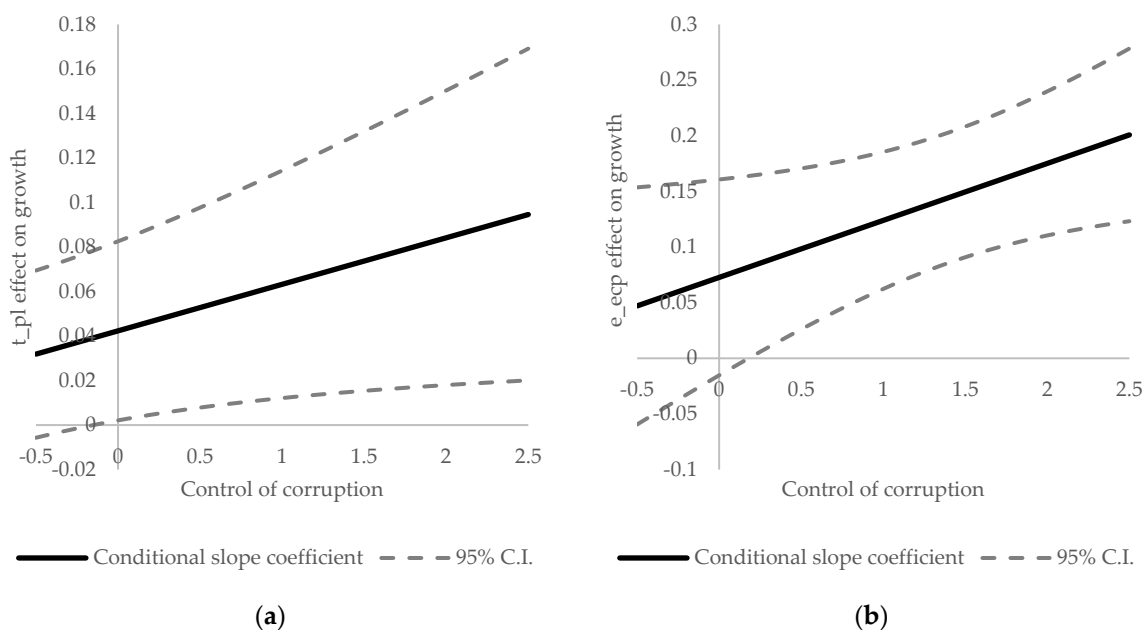 0.18
0.16
0.14
0.12
0.1
0.08
0.06
0.04
0.02
0
-0.02
t_pl effect on growth
-0.5 0 0.5 1 1.5 2 2.5
Control of corruption
Conditional slope coefficient 95% C.I.
(a)
0.3
0.25
0.2
0.15
0.1
0.05
0
-0.05
-0.1
e_ecp effect on growth
-0.5 0 0.5 1 1.5 2 2.5
Control of corruption
Conditional slope coefficient 95% C.I.
(b)